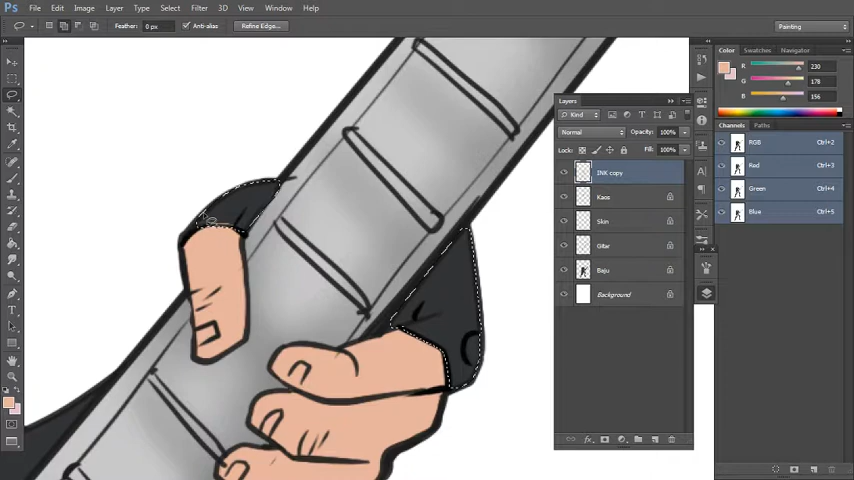 Ps File Edit Image Layer Type Select Filter 3D View Window Help
Feather: 0 px Anti-alias Refine Edge... Painting
Color Swatches Navigator
R 230
G 178
B 156
Layers
Kind
Normal Opacity: 100%
Lock: Fill: 100%
INK copy
Kaos
Skin
Gitar
Baju
Background
fx
Channels Paths
RGB Ctrl+2
Red Ctrl+3
Green Ctrl+4
Blue Ctrl+5